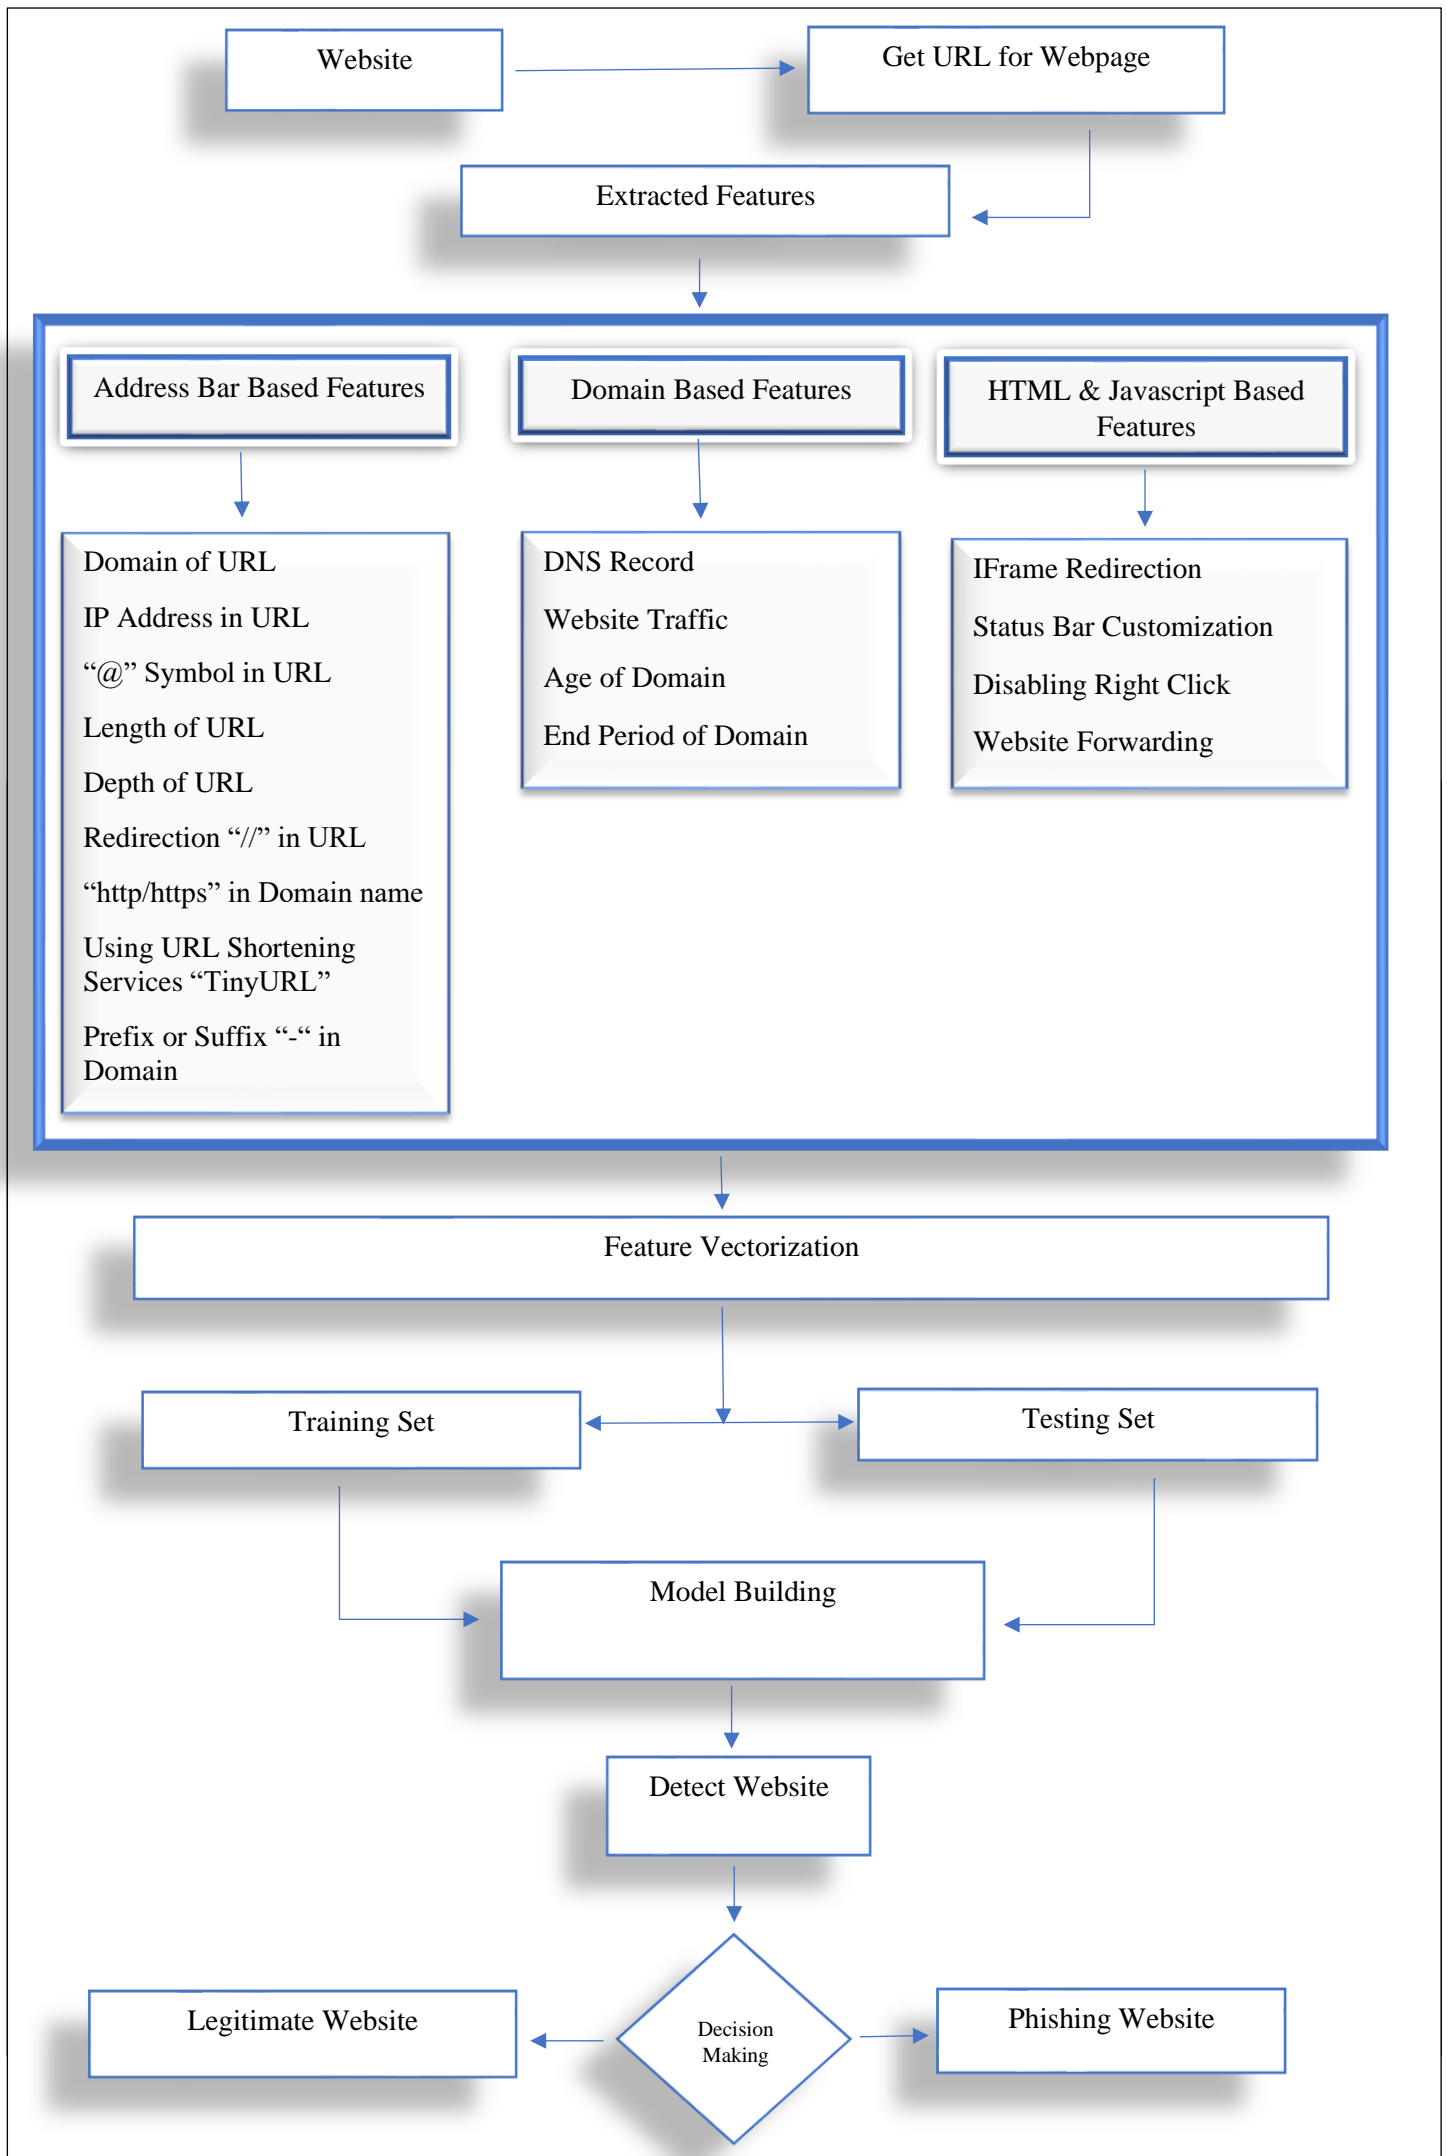 Website
Get URL for Webpage
Extracted Features
Address Bar Based Features
Domain of URL
IP Address in URL
“@” Symbol in URL
Length of URL
Depth of URL
Redirection “//” in URL
“http/https” in Domain name
Using URL Shortening
Services “TinyURL”
Prefix or Suffix “-“ in
Domain
Domain Based Features
DNS Record
Website Traffic
Age of Domain
End Period of Domain
HTML & Javascript Based
Features
IFrame Redirection
Status Bar Customization
Disabling Right Click
Website Forwarding
Feature Vectorization
Training Set
Testing Set
Model Building
Detect Website
Decision
Making
Legitimate Website
Phishing Website